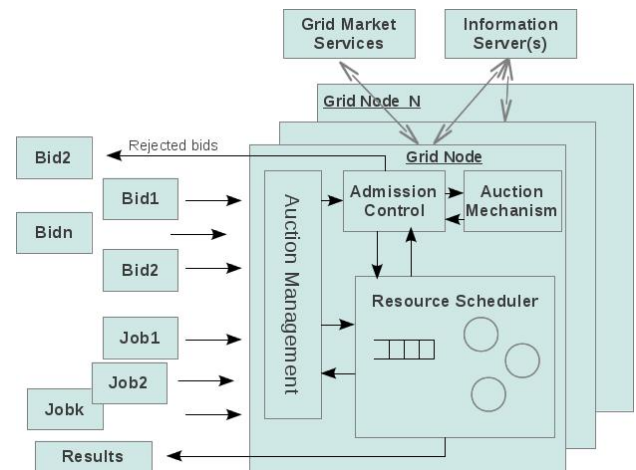 Grid Market
Services
Information
Server(s)
Grid Node N
Rejected bids
Grid Node
Bid2
Bid1
Bidn
Bid2
Auction Management
Admission
Control
Auction
Mechanism
Resource Scheduler
Job1
Job2
Jobk
Results